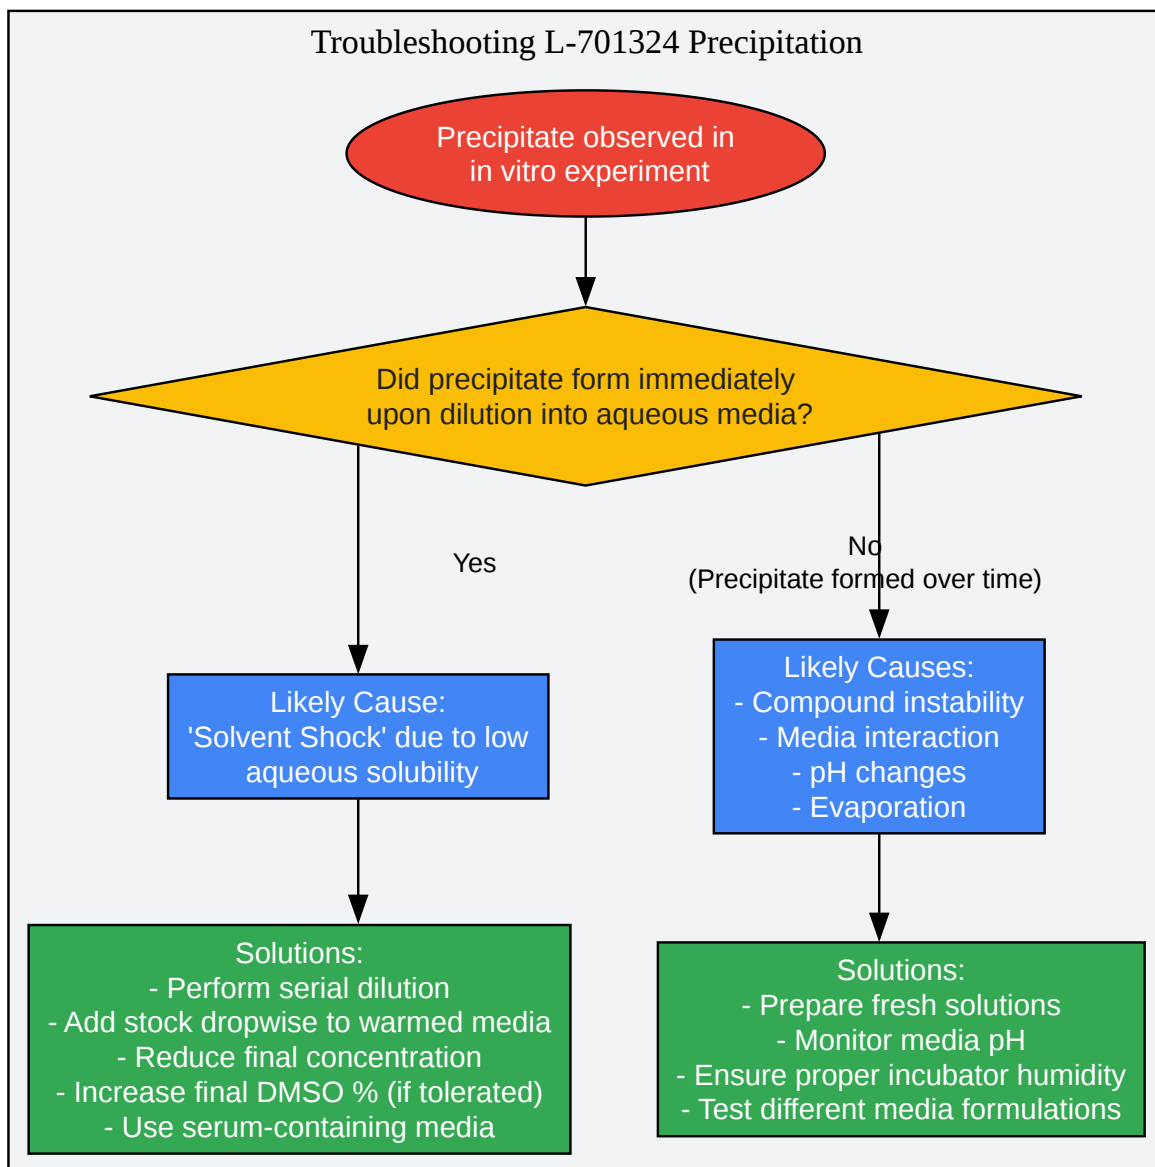 Troubleshooting L-701324 Precipitation
Precipitate observed in
in vitro experiment
Did precipitate form immediately
upon dilution into aqueous media?
Yes
No
(Precipitate formed over time)
Likely Cause:
'Solvent Shock' due to low
aqueous solubility
Likely Causes:
- Compound instability
- Media interaction
- pH changes
- Evaporation
Solutions:
- Perform serial dilution
- Add stock dropwise to warmed media
- Reduce final concentration
- Increase final DMSO % (if tolerated)
- Use serum-containing media
Solutions:
- Prepare fresh solutions
- Monitor media pH
- Ensure proper incubator humidity
- Test different media formulations